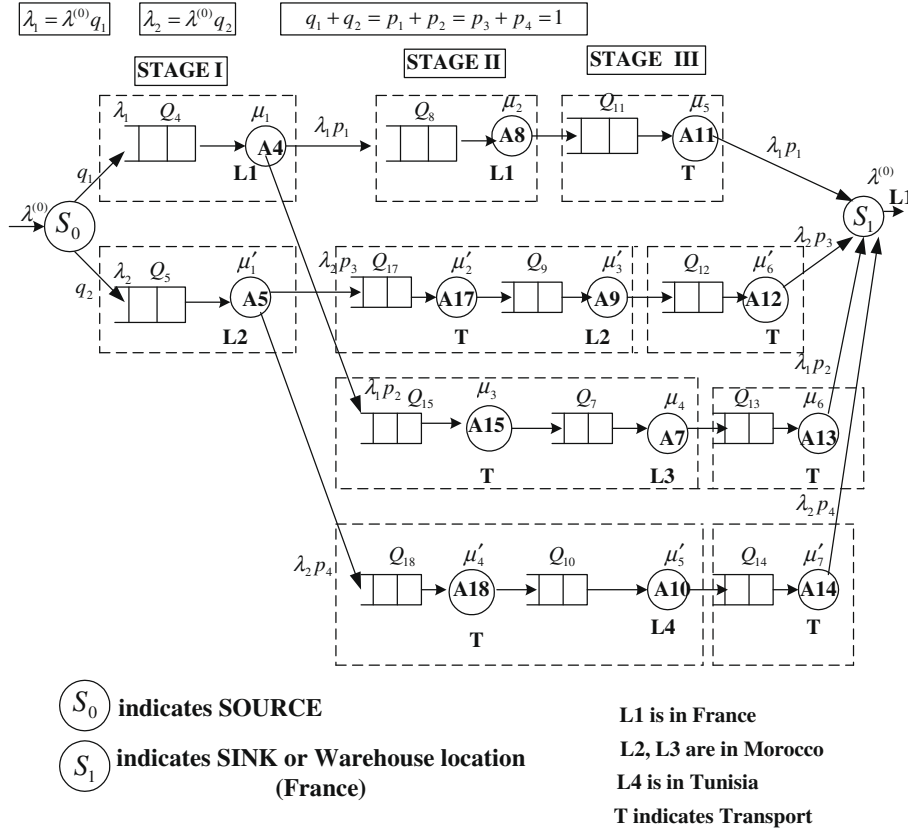 λ₁ = λ⁽⁰⁾q₁
λ₂ = λ⁽⁰⁾q₂
q₁ + q₂ = p₁ + p₂ = p₃ + p₄ = 1
STAGE I
STAGE II
STAGE III
λ₁ Q₄ μ₁
λ₁p₁
Q₈ μ₂
Q₁₁ μ₅
A4
A8
A11
L1
L1
T
λ₁p₁
q₁
λ⁽⁰⁾
S₀
λ⁽⁰⁾
L1
S₁
q₂
λ₂ Q₅ μ′₁
λ₂p₃
Q₁₇ μ′₂
Q₉ μ′₃
Q₁₂ μ′₆
λ₂p₃
A5
A17
A9
A12
L2
T
L2
T
λ₁p₂
λ₁p₂
Q₁₅ μ₃
Q₇ μ₄
Q₁₃ μ₆
A15
A7
A13
T
L3
T
λ₂p₄
λ₂p₄
Q₁₈ μ′₄
Q₁₀ μ′₅
Q₁₄ μ′₇
A18
A10
A14
T
L4
T
S₀ indicates SOURCE
S₁ indicates SINK or Warehouse location
(France)
L1 is in France
L2, L3 are in Morocco
L4 is in Tunisia
T indicates Transport